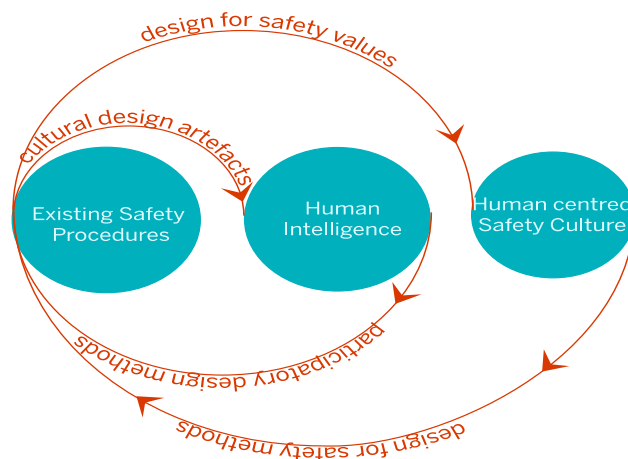 design for safety values
cultural design artefacts
Existing Safety
Procedures
Human
Intelligence
Human centred
Safety Culture
participatory design methods
design for safety methods